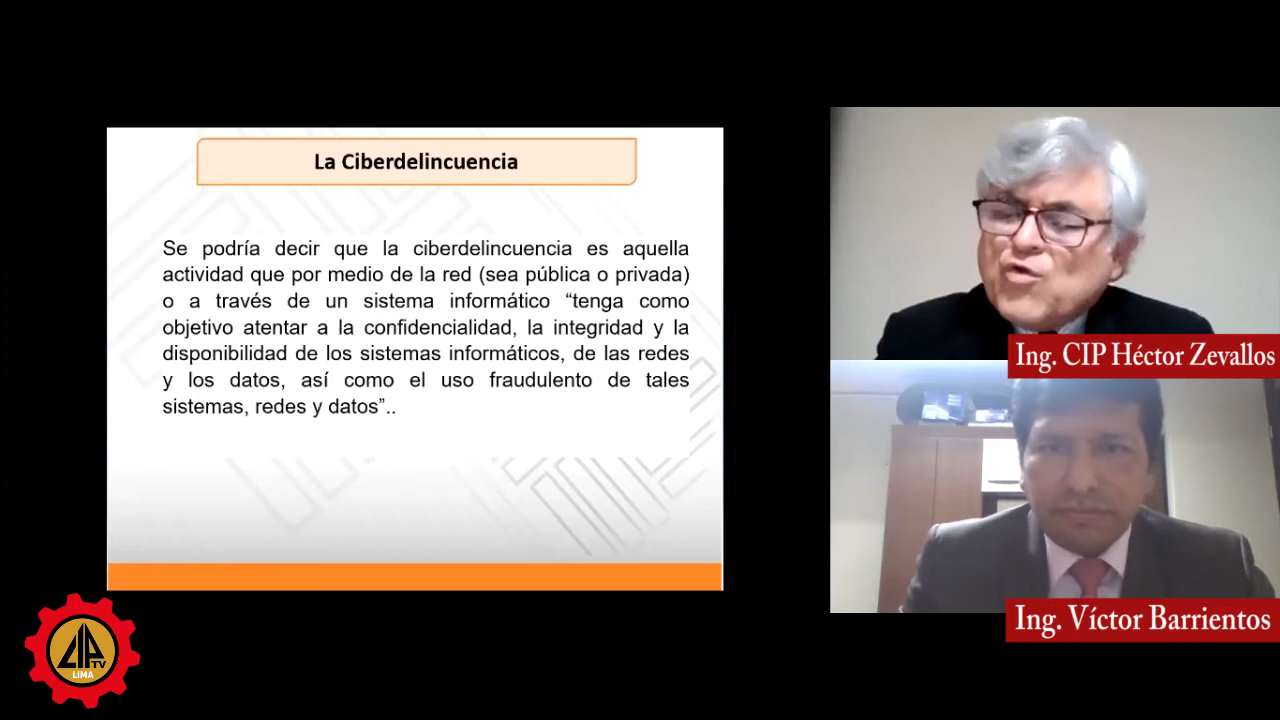 La Ciberdelincuencia
Se podría decir que la ciberdelincuencia es aquella
actividad que por medio de la red (sea pública o privada)
o a través de un sistema informático “tenga como
objetivo atentar a la confidencialidad, la integridad y la
disponibilidad de los sistemas informáticos, de las redes
y los datos, así como el uso fraudulento de tales
sistemas, redes y datos”..
Ing. CIP Héctor Zevallos
Ing. Víctor Barrientos
CIP TV
LIMA